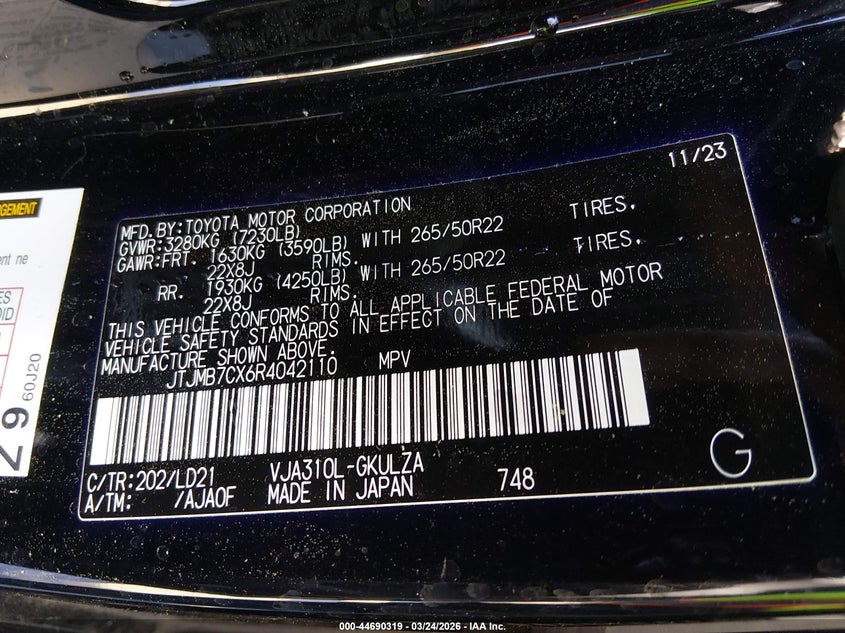 11/23
MFD.BY:TOYOTA MOTOR CORPORATION
GVWR:3280KG (7230LB)
GAWR:FRT. 1630KG (3590LB) WITH 265/50R22 TIRES,
22X8J RIMS.
RR. 1930KG (4250LB) WITH 265/50R22 TIRES,
22X8J RIMS.
THIS VEHICLE CONFORMS TO ALL APPLICABLE FEDERAL MOTOR
VEHICLE SAFETY STANDARDS IN EFFECT ON THE DATE OF
MANUFACTURE SHOWN ABOVE.
JTJMB7CX6R4042110 MPV
C/TR:202/LD21 VJA310L-GKULZA 748
A/TM: /AJA0F MADE IN JAPAN
G
29
60J20
000-44690319 - 03/24/2026 - IAA Inc.